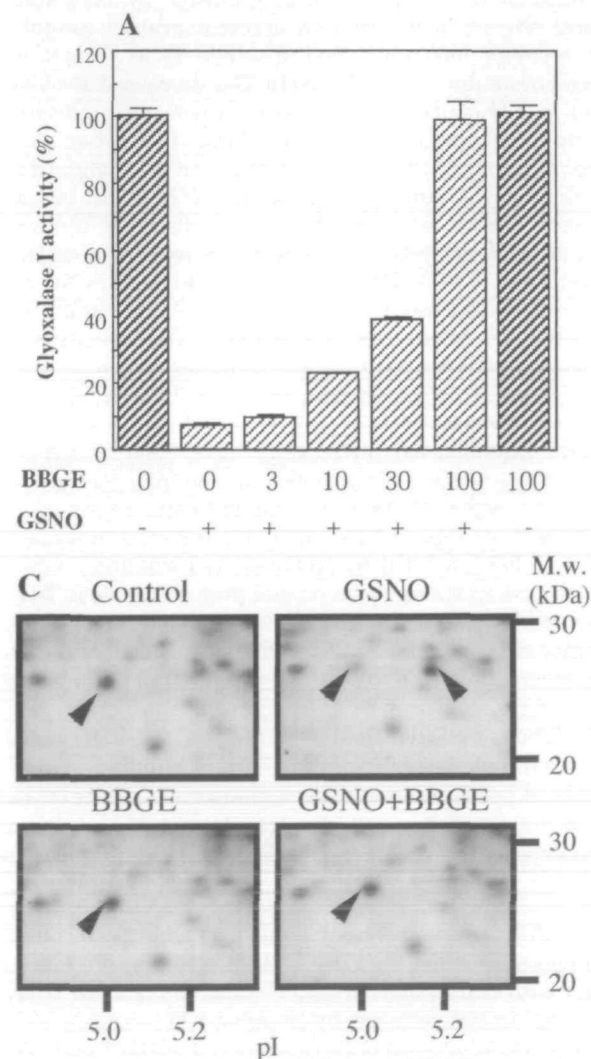 A
120
100
80
60
40
20
0
Glyoxalase I activity (%)
BBGE 0 0 3 10 30 100 100
GSNO - + + + + + -
C
Control GSNO M.w.
(kDa)
30
20
BBGE GSNO+BBGE
30
20
5.0 5.2 5.0 5.2
pI